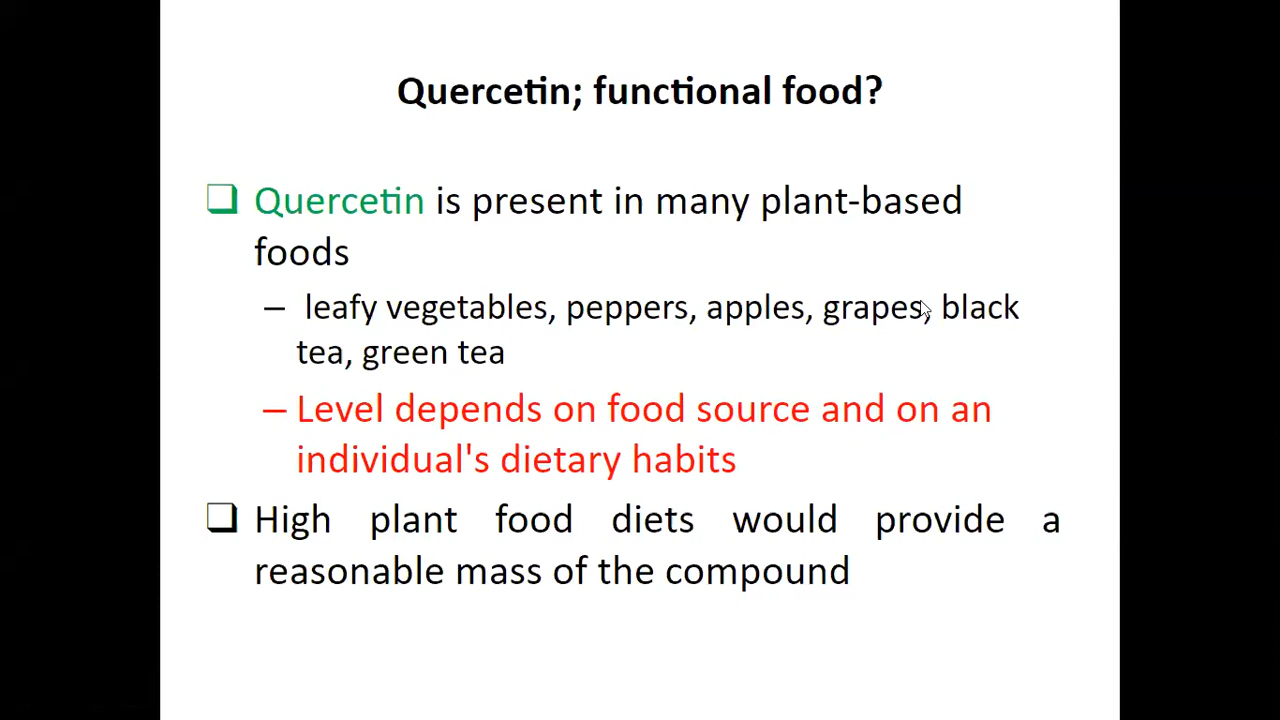 Quercetin; functional food?
❑ Quercetin is present in many plant-based
foods
– leafy vegetables, peppers, apples, grapes, black
tea, green tea
– Level depends on food source and on an
individual's dietary habits
❑ High plant food diets would provide a
reasonable mass of the compound